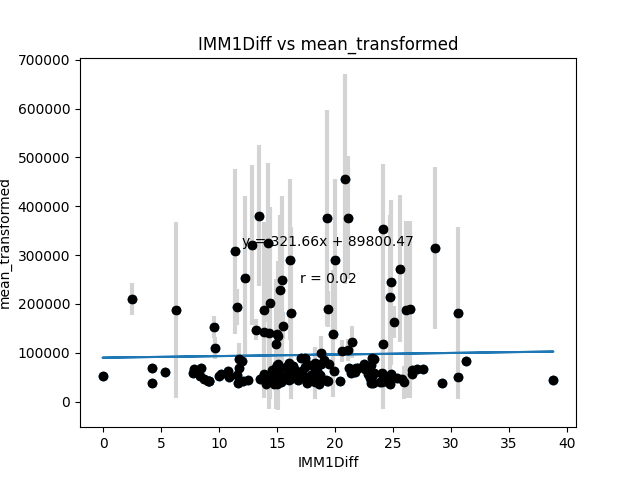 IMM1Diff vs mean_transformed
700000
600000
500000
400000
300000
200000
100000
0
mean_transformed
y = 321.66x + 89800.47
r = 0.02
0 5 10 15 20 25 30 35 40
IMM1Diff